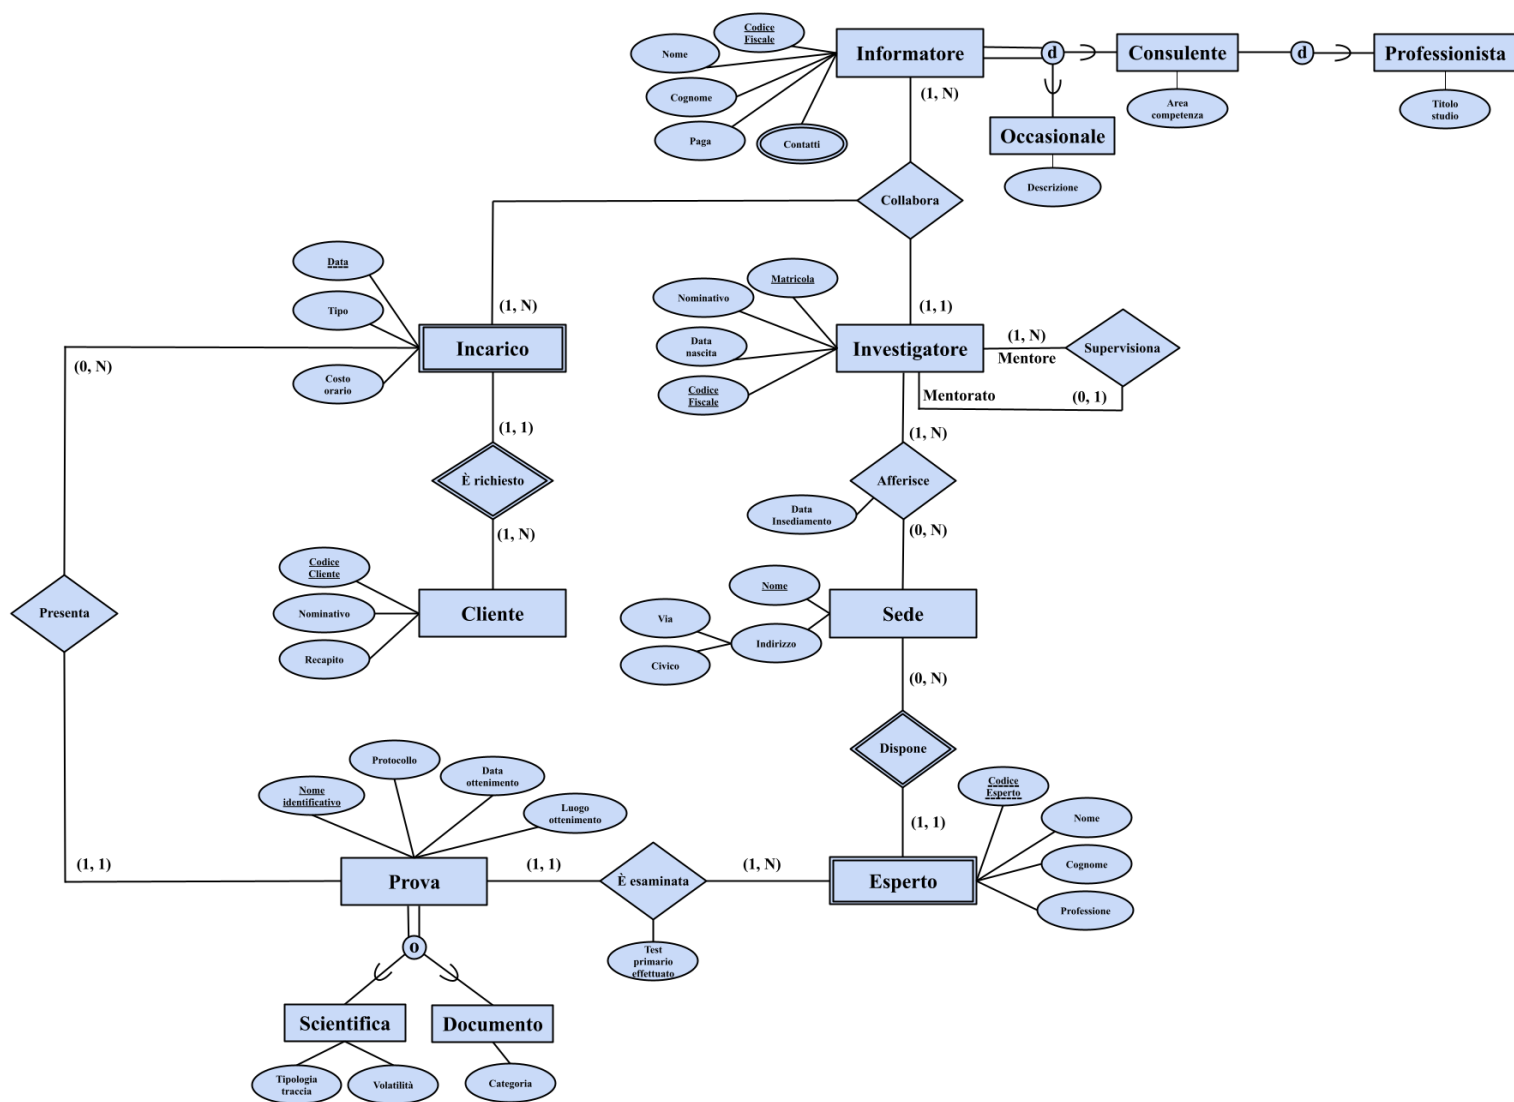 Codice
Fiscale
Nome
Cognome
Paga
Contatti
Informatore
d
Consulente
d
Professionista
Area
competenza
Titolo
studio
Occasionale
Descrizione
(1, N)
Collabora
Data
Tipo
Costo
orario
(1, N)
Incarico
(0, N)
Matricola
Nominativo
Data
nascita
Codice
Fiscale
(1, 1)
Investigatore
(1, N)
Mentore
Supervisiona
Mentorato
(0, 1)
(1, 1)
È richiesto
(1, N)
(1, N)
Afferisce
Data
Insediamento
(0, N)
Codice
Cliente
Nominativo
Recapito
Cliente
Presenta
Nome
Via
Indirizzo
Civico
Sede
(0, N)
Dispone
(1, 1)
Protocollo
Data
ottenimento
Nome
identificativo
Luogo
ottenimento
Codice
Esperto
Nome
Cognome
Professione
(1, 1)
Prova
(1, 1)
È esaminata
(1, N)
Esperto
Test
primario
effettuato
o
Scientifica
Documento
Tipologia
traccia
Volatilità
Categoria